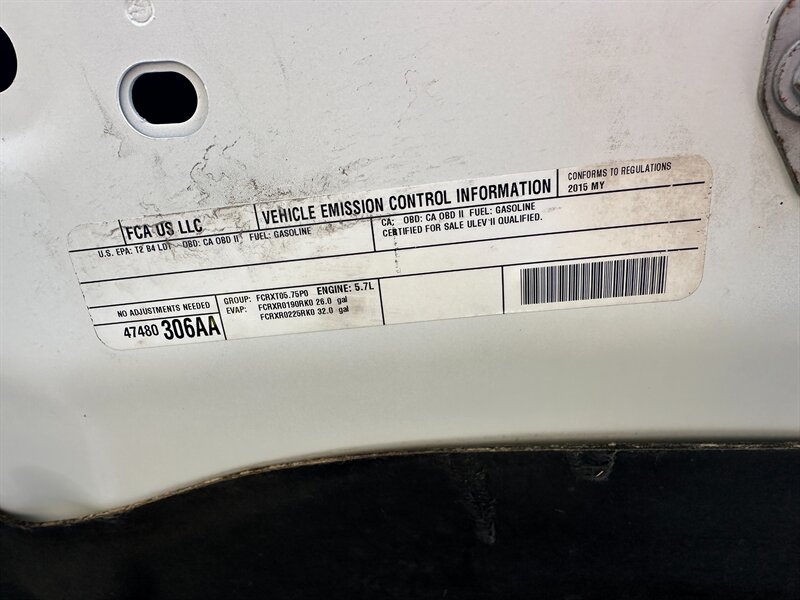 FCA US LLC
VEHICLE EMISSION CONTROL INFORMATION
CONFORMS TO REGULATIONS
2015 MY
U.S. EPA: T2 B4 LDT OBD: CA OBD II FUEL: GASOLINE
CA: OBD: CA OBD II FUEL: GASOLINE
CERTIFIED FOR SALE ULEV II QUALIFIED.
NO ADJUSTMENTS NEEDED
47480 306AA
GROUP: FCRXT05.75P0 ENGINE: 5.7L
EVAP: FCRXR0190RK0 26.0 gal
FCRXR0225RK0 32.0 gal